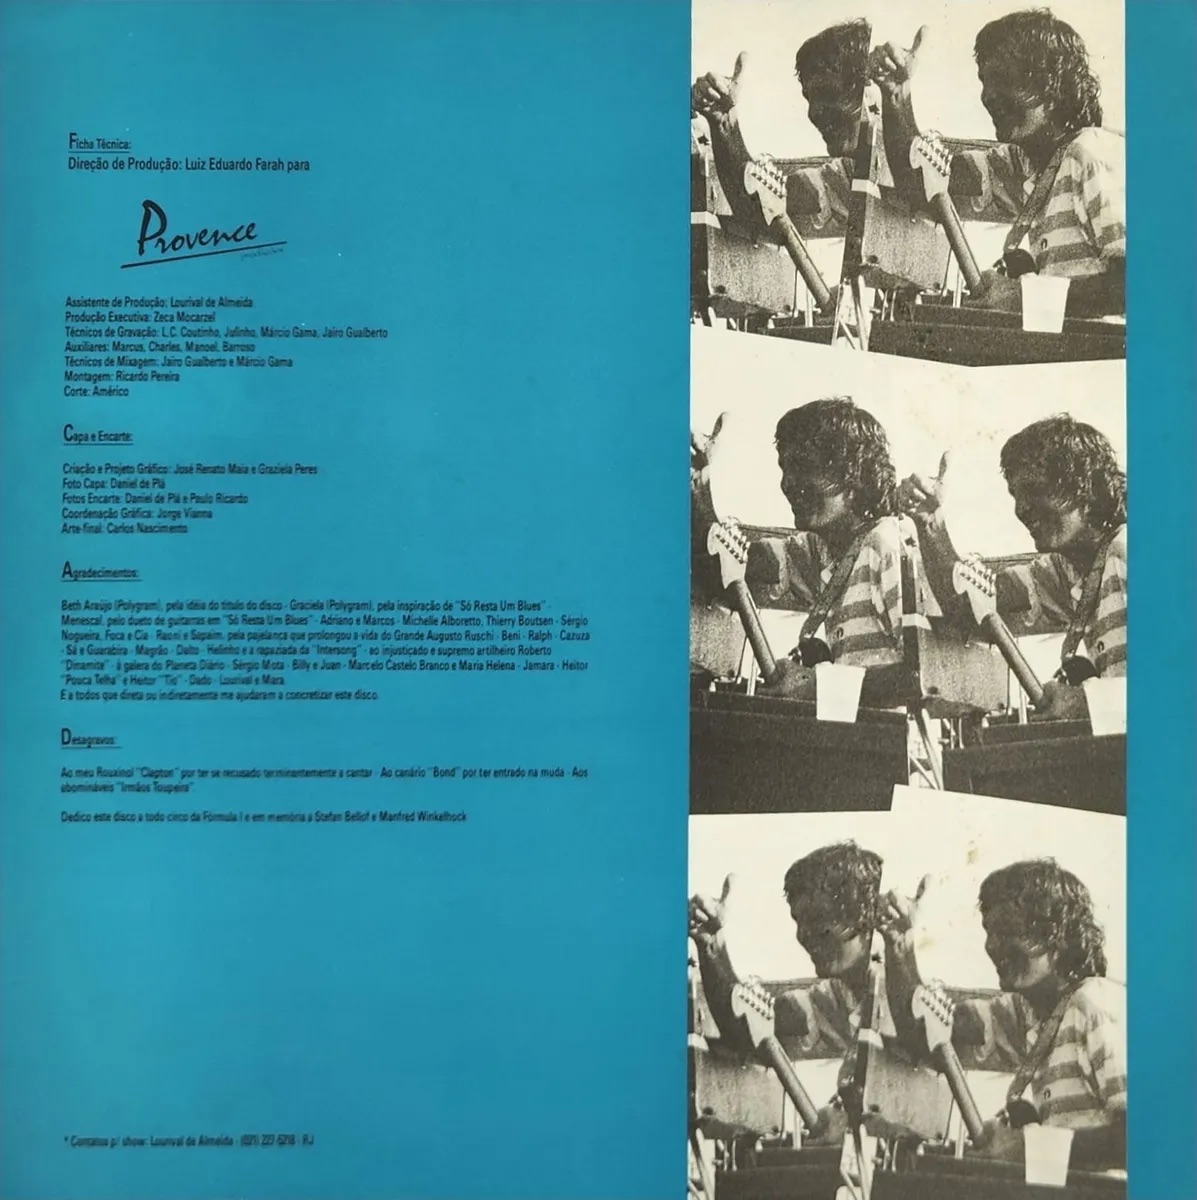 Ficha Técnica:
Direção de Produção: Luiz Eduardo Farah para
Provence
Assistente de Produção: Lourival de Almeida
Produção Executiva: Zeca Mocarzel
Técnicos de Gravação: L.C. Coutinho, Julinho, Márcio Gama, Jairo Gualberto
Auxiliares: Marcus, Charles, Manoel, Barroso
Técnicos de Mixagem: Jairo Gualberto e Márcio Gama
Montagem: Ricardo Pereira
Corte: Américo
Capa e Encarte:
Criação e Projeto Gráfico: José Renato Maia e Graziela Peres
Foto Capa: Daniel de Plá
Fotos Encarte: Daniel de Plá e Paulo Ricardo
Coordenação Gráfica: Jorge Vianna
Arte-final: Carlos Nascimento
Agradecimentos:
Beth Araújo (Polygram), pela idéia do título do disco - Graciela (Polygram), pela inspiração de "Só Resta Um Blues" -
Menescal, pelo dueto de guitarras em "Só Resta Um Blues" - Adriano e Marcos - Michelle Alboretto, Thierry Boutsen - Sérgio
Nogueira, Foca e Cia - Raoni e Sapaim, pela pajelança que prolongou a vida do Grande Augusto Ruschi - Beni - Ralph - Cazuza
- Sá e Guarabira - Magrão - Dalto - Helinho e a rapaziada da "Intersong" - ao injustiçado e supremo artilheiro Roberto
"Dinamite" - à galera do Planeta Diário - Sérgio Mota - Billy e Juan - Marcelo Castelo Branco e Maria Helena - Jamara - Heitor
"Pouca Telha" e Heitor "Tio" - Dado - Lourival e Mara.
E a todos que direta ou indiretamente me ajudaram a concretizar este disco.
Desagravos:
Ao meu Rouxinol "Clapton" por ter se recusado terminantemente a cantar - Ao canário "Bond" por ter entrado na muda - Aos
abomináveis "Irmãos Toupeira".
Dedico este disco a todo circo da Fórmula I e em memória a Stefan Bellof e Manfred Winkelhock
* Contatos p/ show: Lourival de Almeida - (021) 227-5218 - RJ